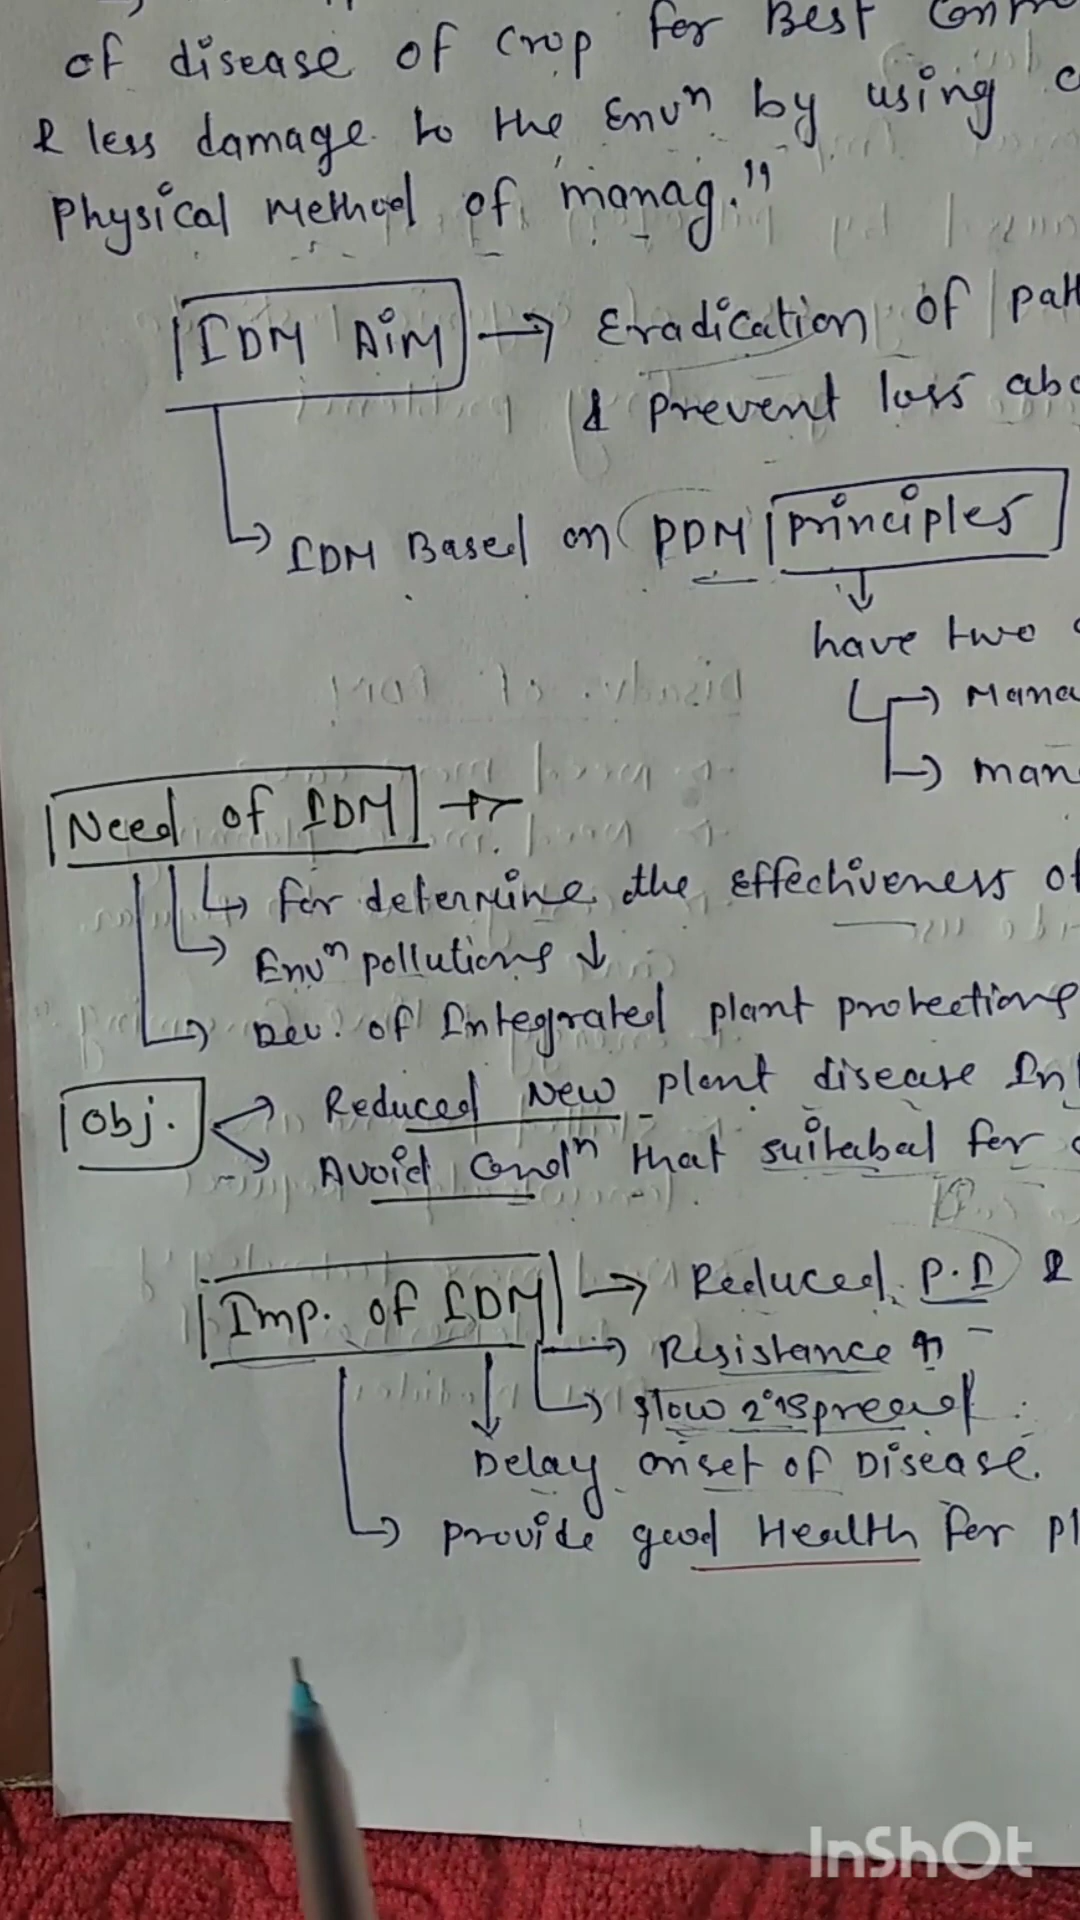 of disease of Crop for Best
& less damage to the Envⁿ by using
Physical Method of manag."
IDM AiM → Eradication of
& prevent loss
IDM Based on PDM principles
have two
→ Mana
→ man
Need of IDM →
→ for determine the effectiveness of
→ Envⁿ pollutions ↓
→ Dev. of Integrated plant protections
Obj. → Reduced New plant disease
→ Avoid Condⁿ that suitabal for
Imp. of IDM → Reduced P.D &
→ Resistance ↑
→ slow 2° spread
Delay onset of Disease.
→ provide good Health for pl
InShOt